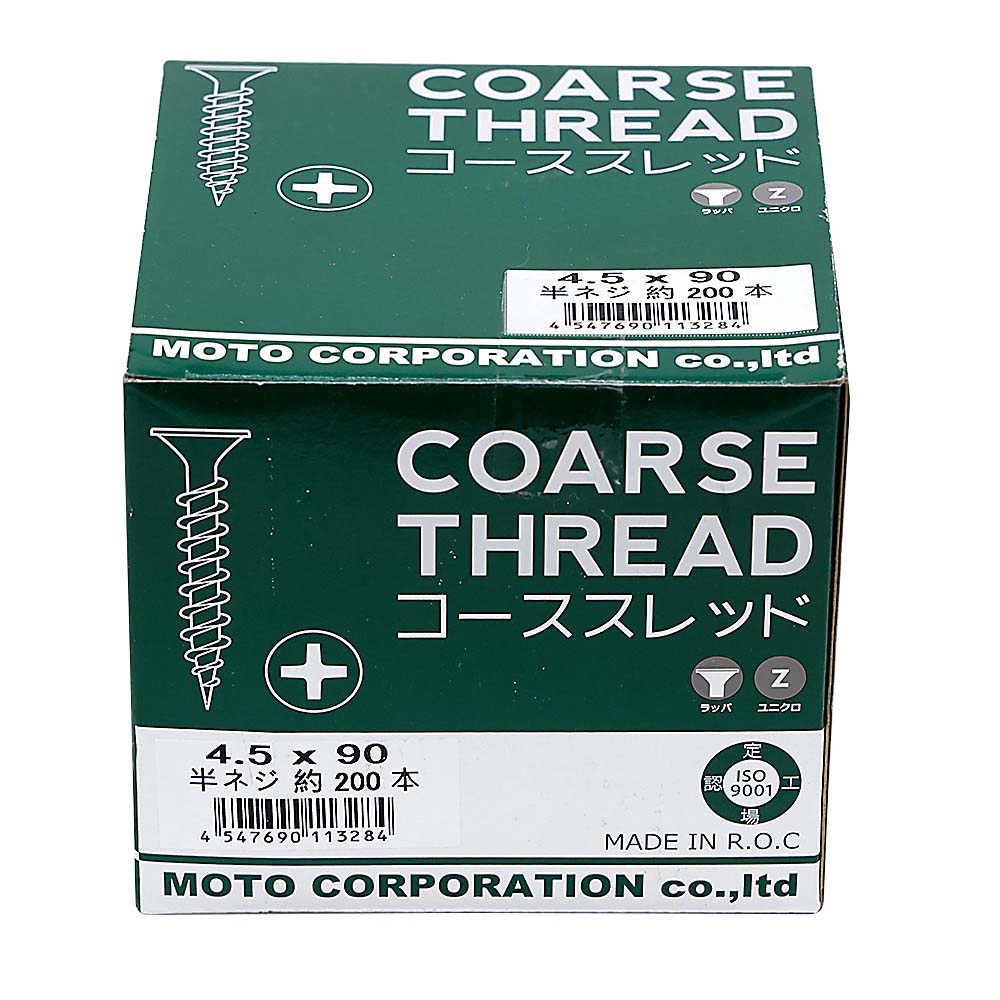 COARSE
THREAD
コーススレッド
ラッパ
Z
ユニクロ
4.5 x 90
半ネジ 約 200 本
4 547690 113284
MOTO CORPORATION co.,ltd
COARSE
THREAD
コーススレッド
ラッパ
Z
ユニクロ
4.5 x 90
半ネジ 約 200 本
4 547690 113284
認定工場
ISO
9001
MADE IN R.O.C
MOTO CORPORATION co.,ltd